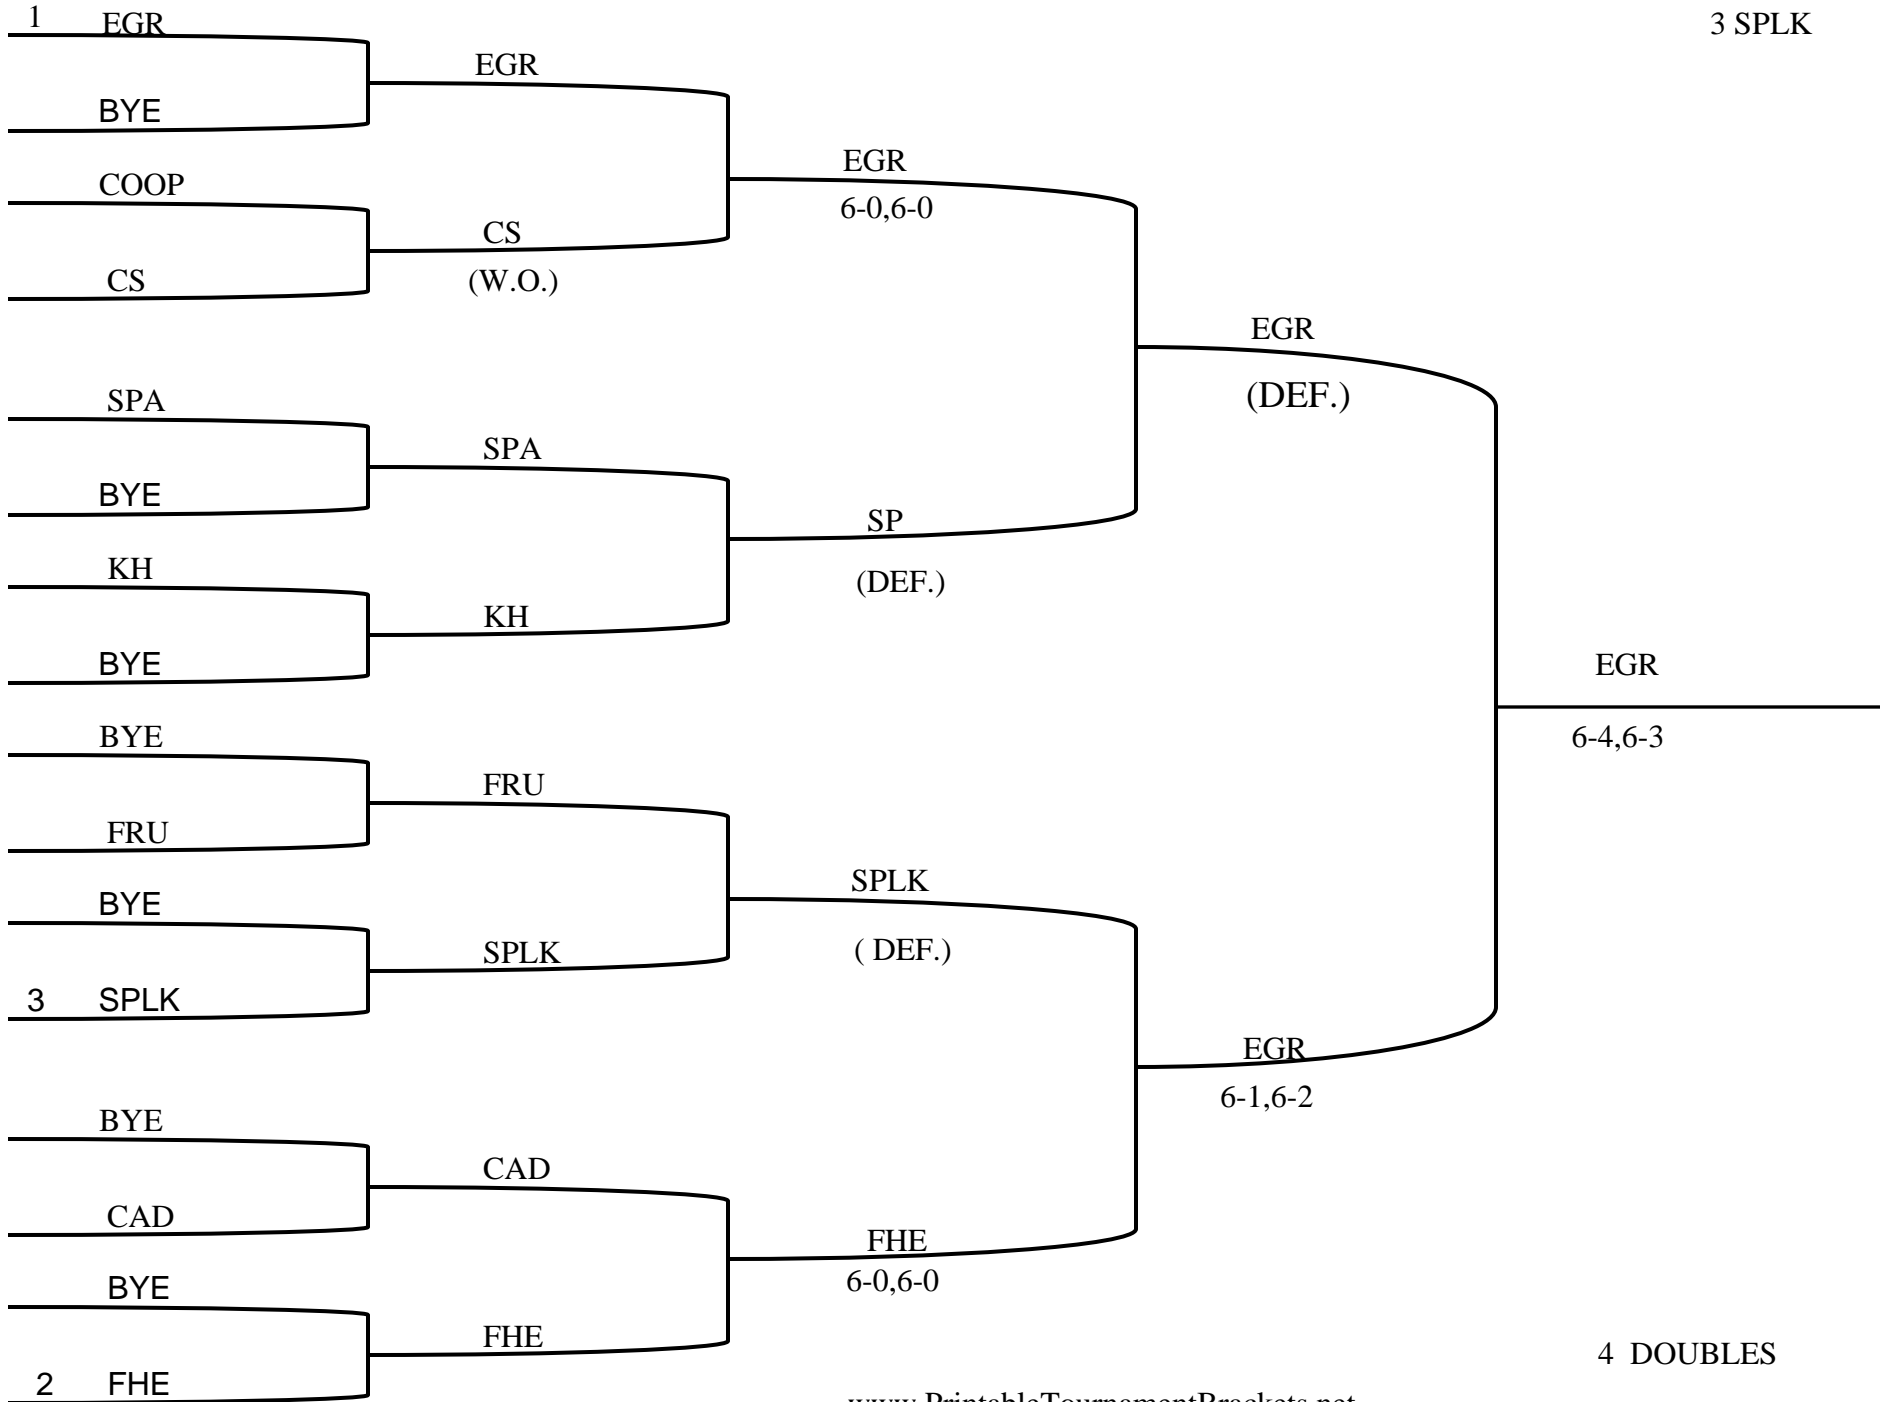 1 EGR
3 SPLK
EGR
BYE
EGR
COOP
6-0,6-0
CS
CS
(W.O.)
EGR
(DEF.)
SPA
SPA
BYE
SP
KH
(DEF.)
KH
BYE
EGR
BYE
6-4,6-3
FRU
FRU
SPLK
BYE
SPLK
( DEF.)
3 SPLK
EGR
6-1,6-2
BYE
CAD
CAD
FHE
6-0,6-0
BYE
FHE
4 DOUBLES
2 FHE
www.PrintableTournamentBrackets.net